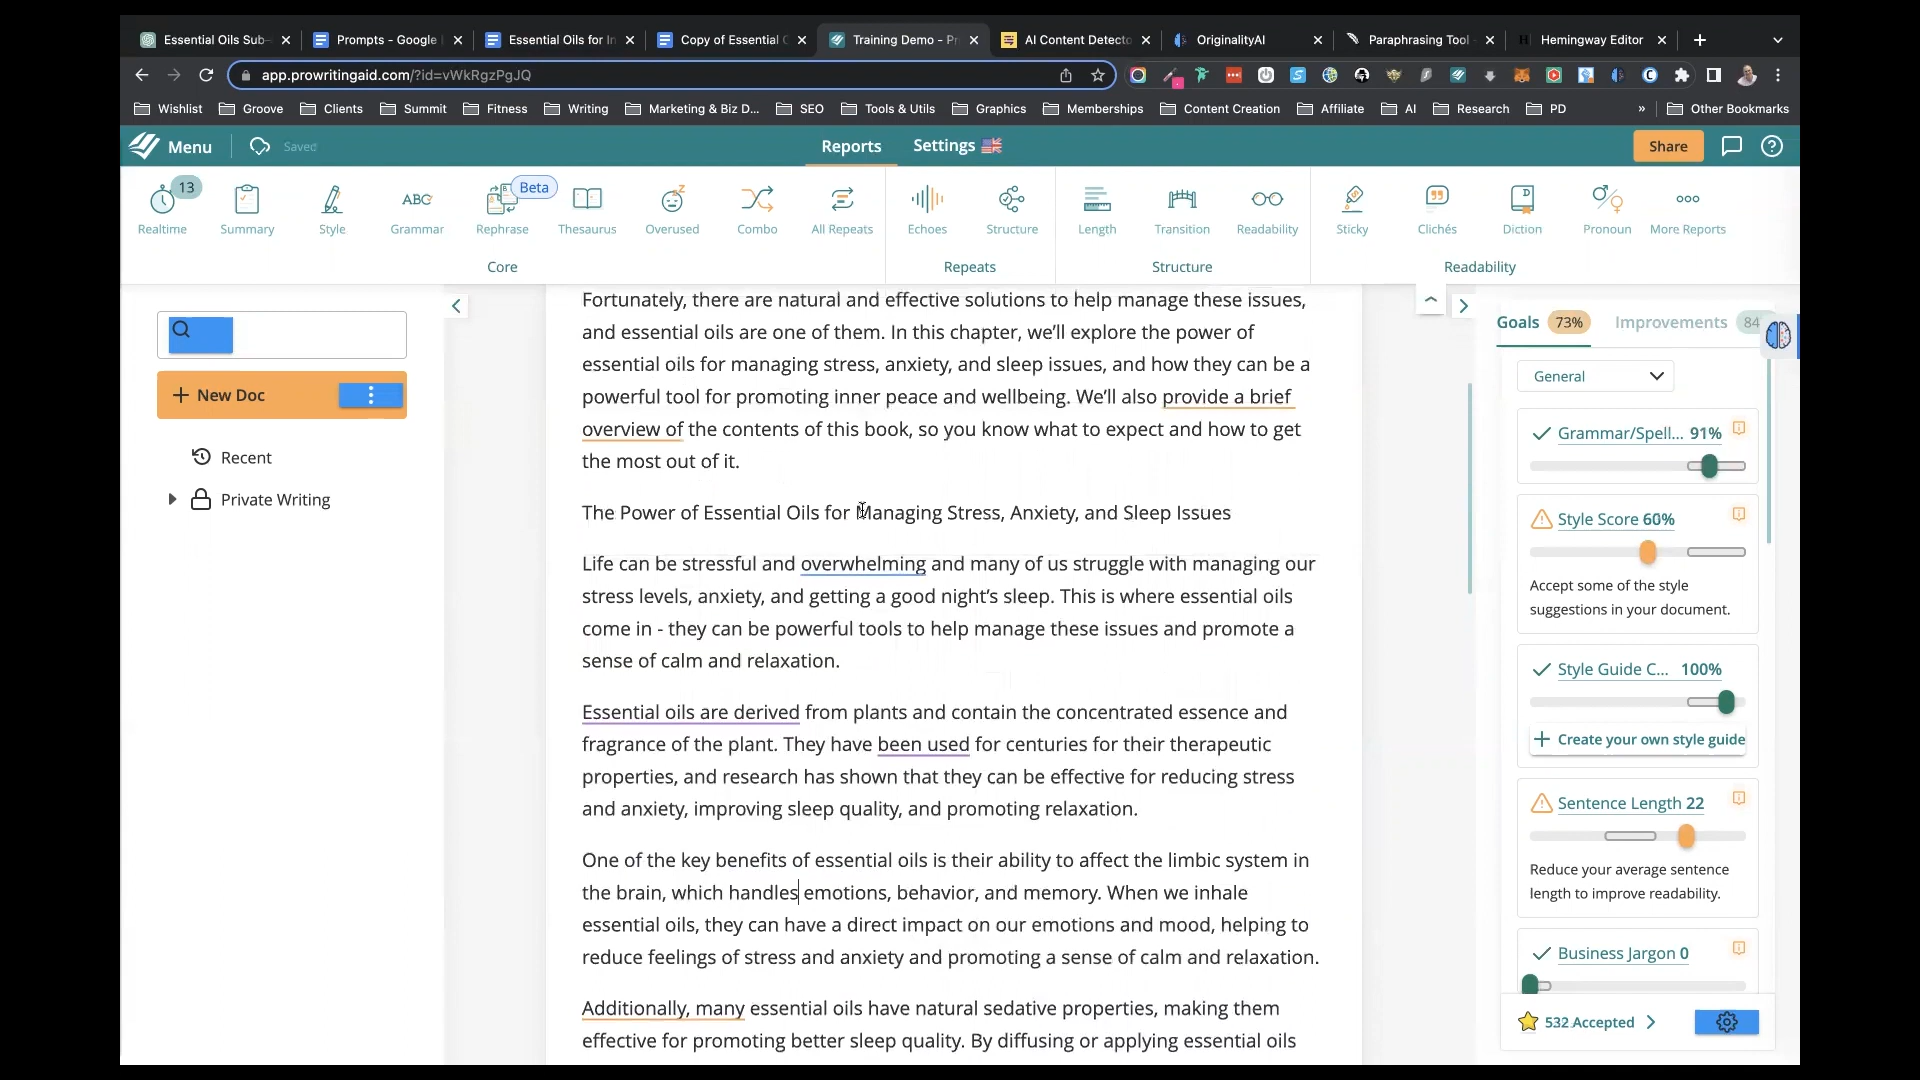 Essential Oils Sub-
Prompts - Google
Essential Oils for In
Copy of Essential
Training Demo - Pr
AI Content Detecto
OriginalityAI
Paraphrasing Tool
Hemingway Editor
app.prowritingaid.com/?id=vWkRgzPgJQ
Wishlist Groove Clients Summit Fitness Writing Marketing & Biz D... SEO Tools & Utils Graphics Memberships Content Creation Affiliate AI Research PD » Other Bookmarks
Menu Saved Reports Settings Share
13 Beta
ABC
Realtime Summary Style Grammar Rephrase Thesaurus Overused Combo All Repeats Echoes Structure Length Transition Readability Sticky Clichés Diction Pronoun More Reports
Core Repeats Structure Readability
New Doc
Recent
Private Writing
Fortunately, there are natural and effective solutions to help manage these issues,
and essential oils are one of them. In this chapter, we'll explore the power of
essential oils for managing stress, anxiety, and sleep issues, and how they can be a
powerful tool for promoting inner peace and wellbeing. We'll also provide a brief
overview of the contents of this book, so you know what to expect and how to get
the most out of it.
The Power of Essential Oils for Managing Stress, Anxiety, and Sleep Issues
Life can be stressful and overwhelming and many of us struggle with managing our
stress levels, anxiety, and getting a good night's sleep. This is where essential oils
come in - they can be powerful tools to help manage these issues and promote a
sense of calm and relaxation.
Essential oils are derived from plants and contain the concentrated essence and
fragrance of the plant. They have been used for centuries for their therapeutic
properties, and research has shown that they can be effective for reducing stress
and anxiety, improving sleep quality, and promoting relaxation.
One of the key benefits of essential oils is their ability to affect the limbic system in
the brain, which handles emotions, behavior, and memory. When we inhale
essential oils, they can have a direct impact on our emotions and mood, helping to
reduce feelings of stress and anxiety and promoting a sense of calm and relaxation.
Additionally, many essential oils have natural sedative properties, making them
effective for promoting better sleep quality. By diffusing or applying essential oils
Goals 73% Improvements 84
General
Grammar/Spell... 91%
Style Score 60%
Accept some of the style
suggestions in your document.
Style Guide C... 100%
+ Create your own style guide
Sentence Length 22
Reduce your average sentence
length to improve readability.
Business Jargon 0
532 Accepted